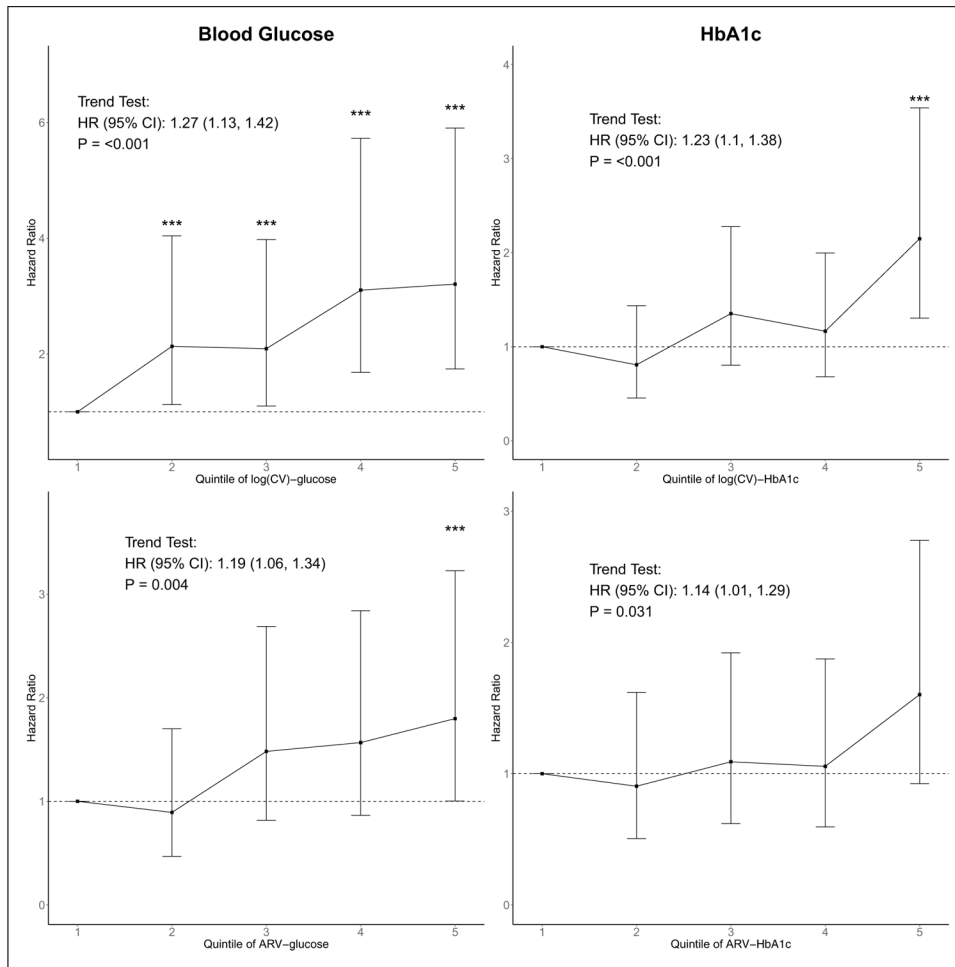 Blood Glucose
HbA1c
Trend Test:
HR (95% CI): 1.27 (1.13, 1.42)
P = <0.001
***
***
***
***
Hazard Ratio
6
4
2
1
2
3
4
5
Quintile of log(CV)−glucose
Trend Test:
HR (95% CI): 1.23 (1.1, 1.38)
P = <0.001
***
Hazard Ratio
4
3
2
1
0
1
2
3
4
5
Quintile of log(CV)−HbA1c
Trend Test:
HR (95% CI): 1.19 (1.06, 1.34)
P = 0.004
***
Hazard Ratio
3
2
1
0
1
2
3
4
5
Quintile of ARV−glucose
Trend Test:
HR (95% CI): 1.14 (1.01, 1.29)
P = 0.031
Hazard Ratio
3
2
1
0
1
2
3
4
5
Quintile of ARV−HbA1c